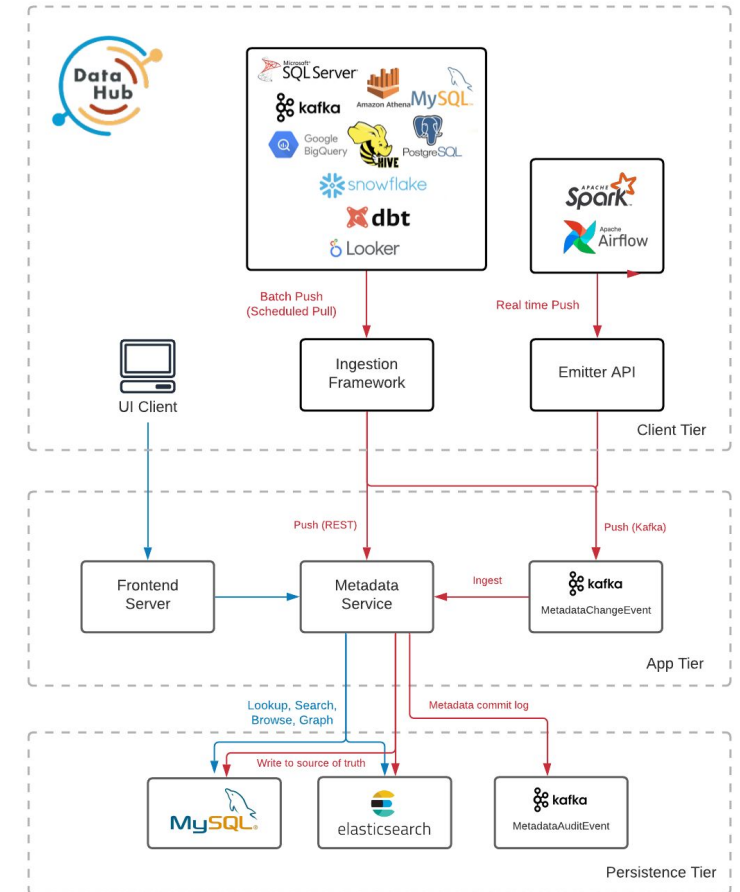 Data
Hub
Microsoft
SQL Server
Amazon Athena
MySQL
kafka
Google
BigQuery
HIVE
PostgreSQL
snowflake
dbt
Looker
APACHE
Spark
Apache
Airflow
Batch Push
(Scheduled Pull)
Real time Push
UI Client
Ingestion
Framework
Emitter API
Client Tier
Push (REST)
Push (Kafka)
Frontend
Server
Metadata
Service
Ingest
kafka
MetadataChangeEvent
App Tier
Lookup, Search,
Browse, Graph
Metadata commit log
Write to source of truth
MySQL
elasticsearch
kafka
MetadataAuditEvent
Persistence Tier